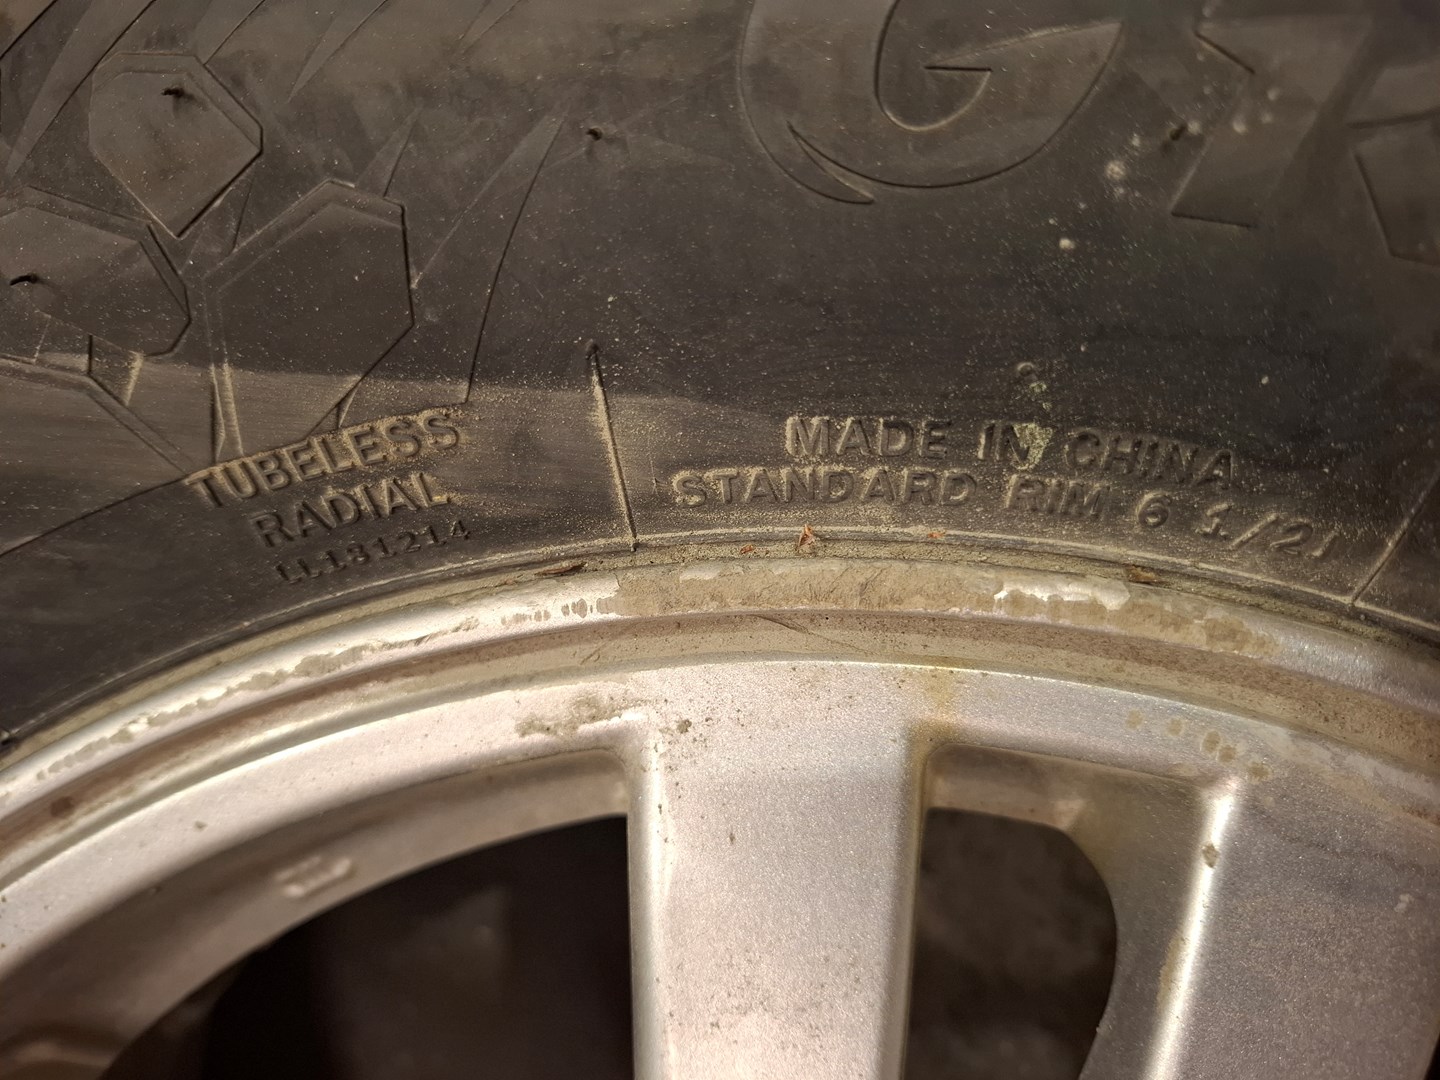 TUBELESS
RADIAL
LL181214
MADE IN CHINA
STANDARD RIM 6 1/2J